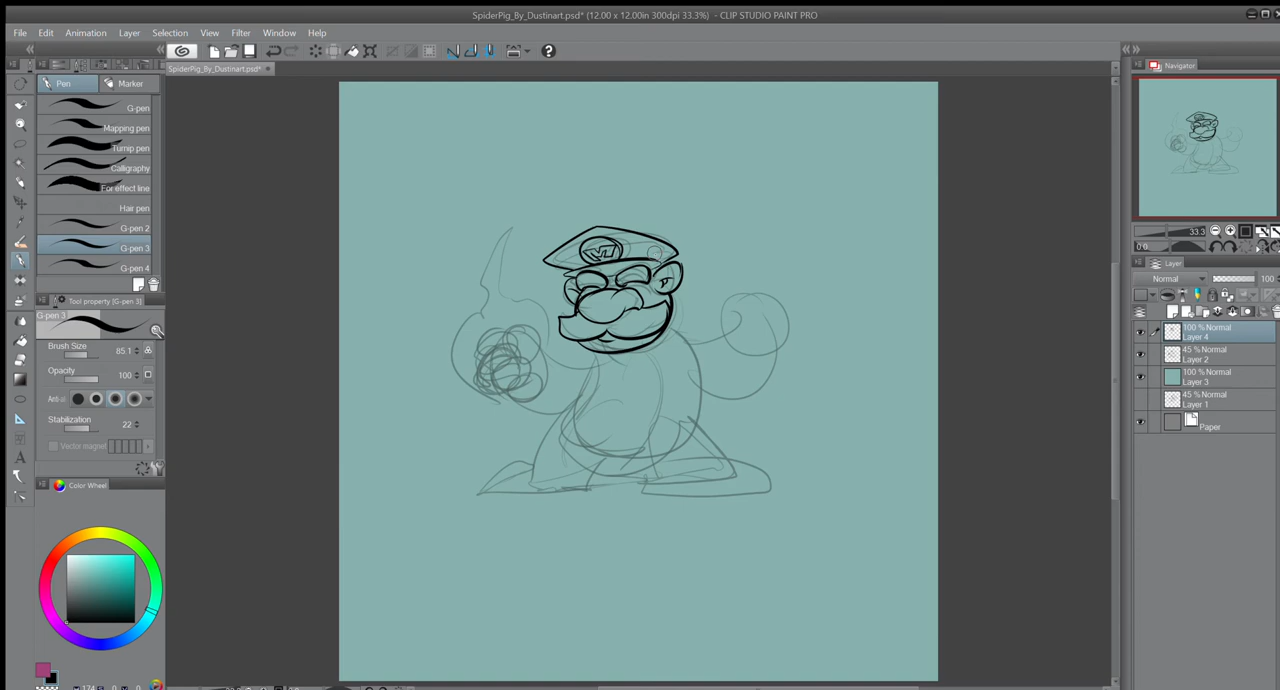 SpiderPig_By_Dustinart.psd* (12.00 x 12.00in 300dpi 33.3%) - CLIP STUDIO PAINT PRO
File Edit Animation Layer Selection View Filter Window Help
SpiderPig_By_Dustinart.psd*
Navigator
Pen Marker
G-pen
Mapping pen
Turnip pen
Calligraphy
For effect line
Hair pen
G-pen 2
G-pen 3
G-pen 4
Tool property [G-pen 3]
G-pen 3
Brush Size 85.1
Opacity 100
Anti-al
Stabilization 22
Vector magnet
Color Wheel
174
33.3
0.0
Layer
Normal 100
100 % Normal
Layer 4
45 % Normal
Layer 2
100 % Normal
Layer 3
45 % Normal
Layer 1
Paper